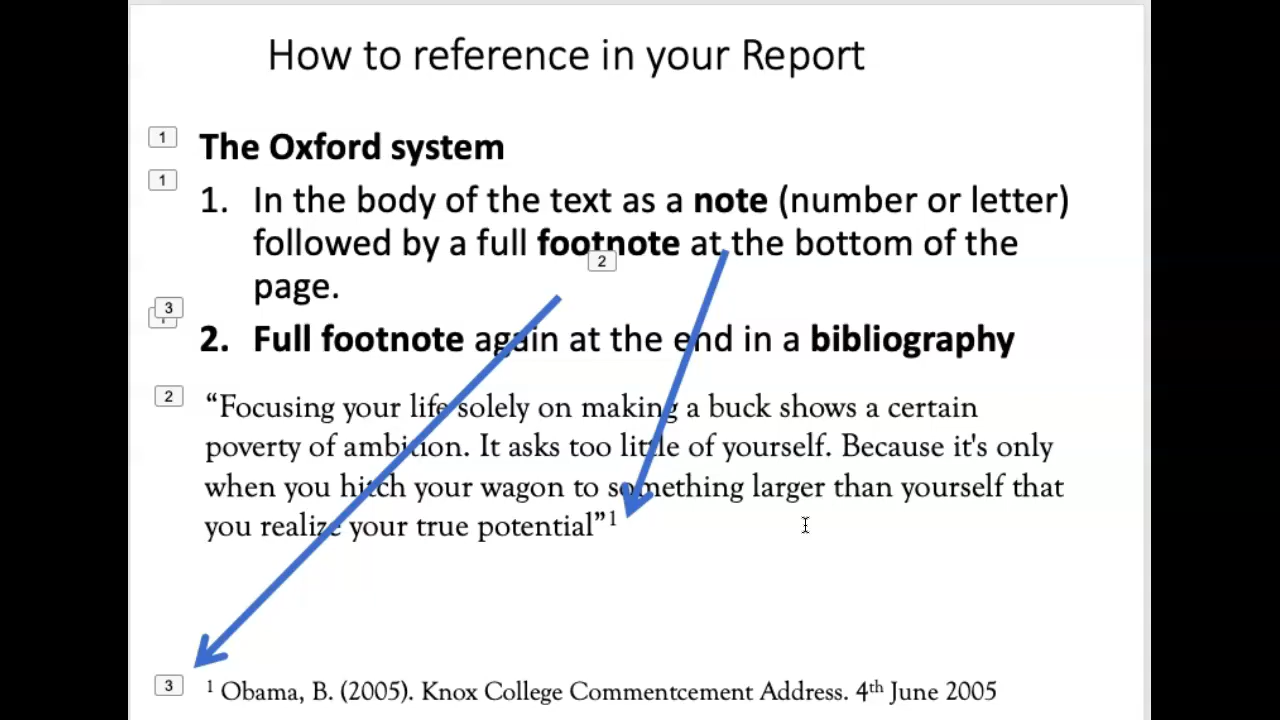 How to reference in your Report
1
The Oxford system
1
1. In the body of the text as a note (number or letter)
followed by a full footnote at the bottom of the
2
page.
3
2. Full footnote again at the end in a bibliography
2
“Focusing your life solely on making a buck shows a certain
poverty of ambition. It asks too little of yourself. Because it's only
when you hitch your wagon to something larger than yourself that
you realize your true potential”¹
3
¹ Obama, B. (2005). Knox College Commentcement Address. 4th June 2005